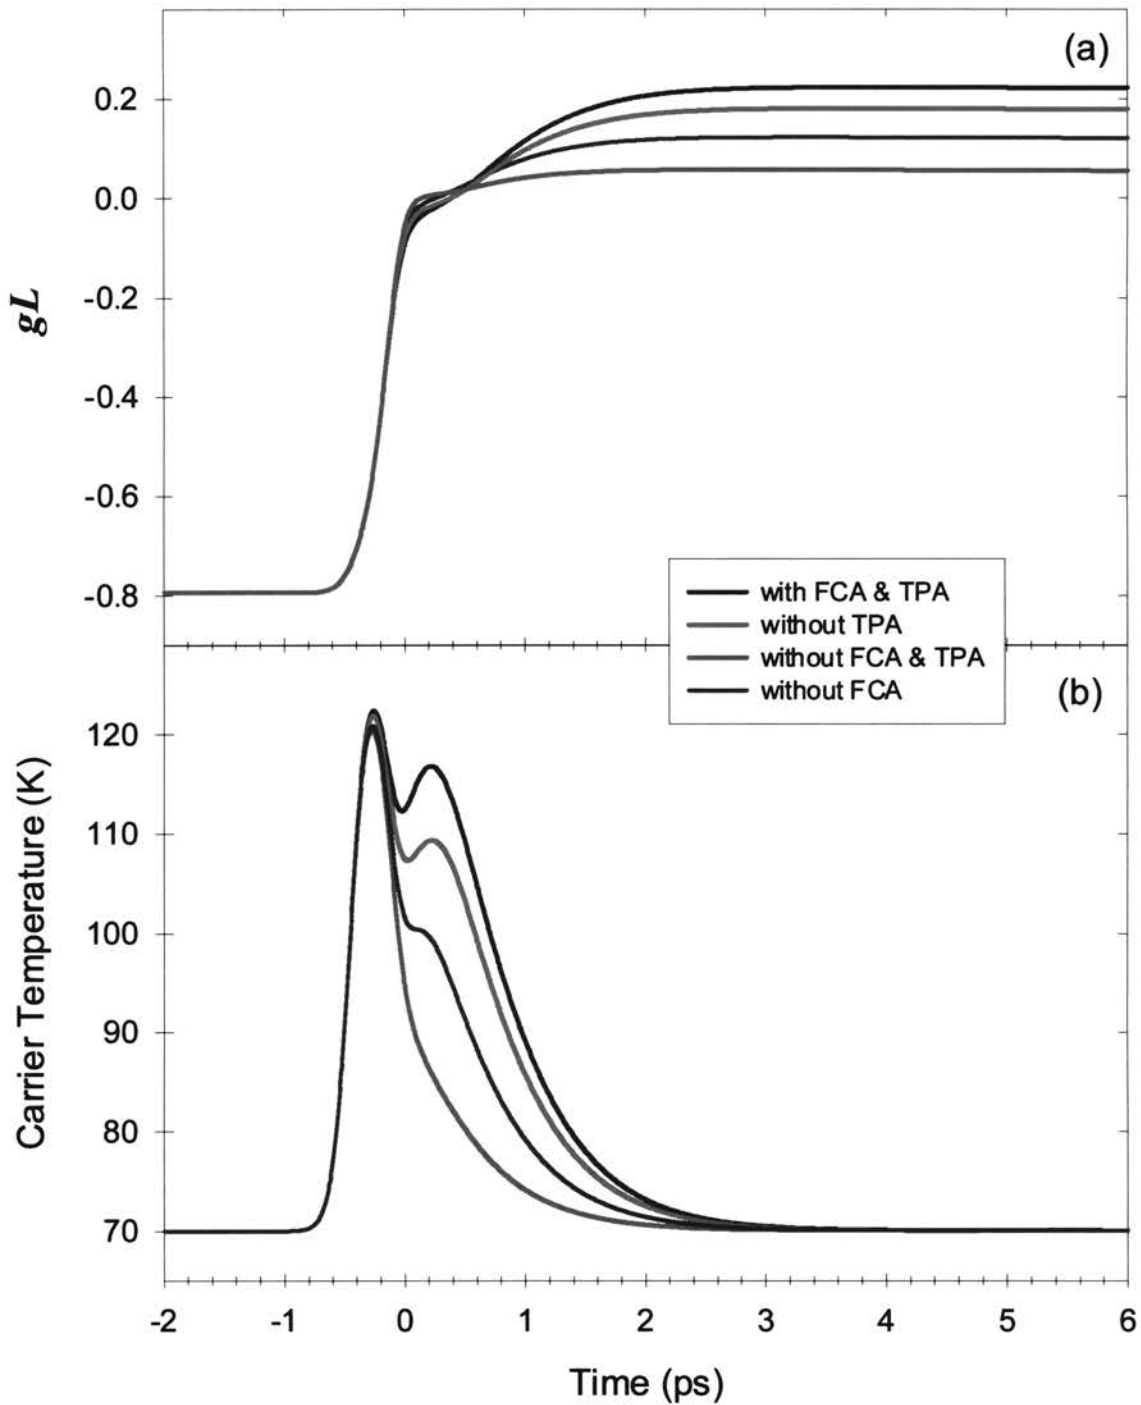 (a)
0.2
0.0
-0.2
-0.4
-0.6
-0.8
gL
with FCA & TPA
without TPA
without FCA & TPA
without FCA
(b)
120
110
100
90
80
70
Carrier Temperature (K)
-2 -1 0 1 2 3 4 5 6
Time (ps)